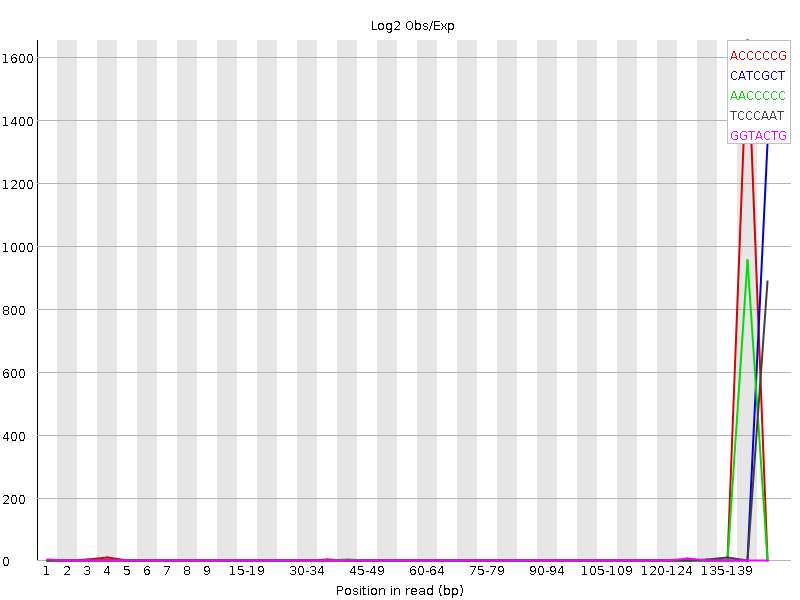 Log2 Obs/Exp
1600
1400
1200
1000
800
600
400
200
0
ACCCCCG
CATCGCT
AACCCCC
TCCCAAT
GGTACTG
1 2 3 4 5 6 7 8 9 15-19 30-34 45-49 60-64 75-79 90-94 105-109 120-124 135-139
Position in read (bp)